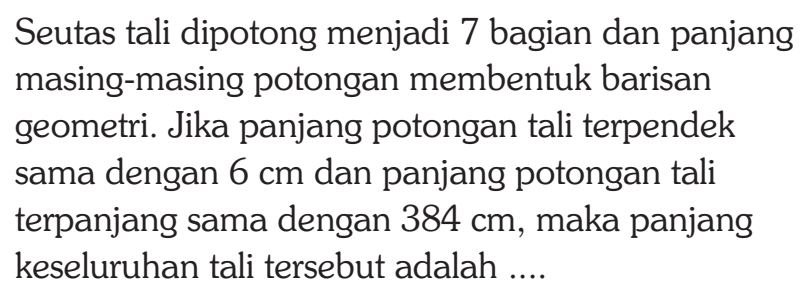 Seutas tali dipotong menjadi 7 bagian dan panjang
masing-masing potongan membentuk barisan
geometri. Jika panjang potongan tali terpendek
sama dengan 6 cm dan panjang potongan tali
terpanjang sama dengan 384 cm, maka panjang
keseluruhan tali tersebut adalah ....